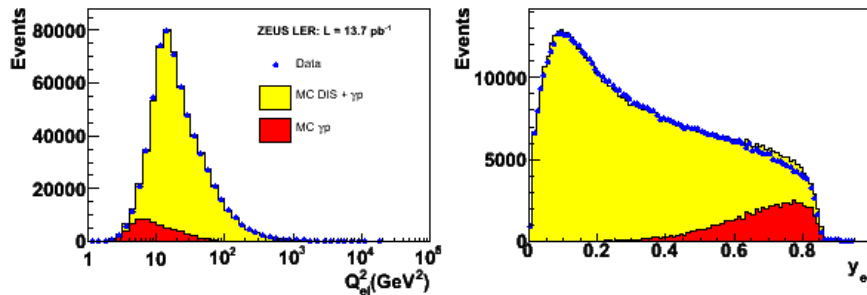 Events
80000
60000
40000
20000
0
ZEUS LER: L = 13.7 pb⁻¹
Data
MC DIS + γp
MC γp
1 10 10² 10³ 10⁴ 10⁵
Q²el(GeV²)
Events
10000
5000
0
0 0.2 0.4 0.6 0.8
y e